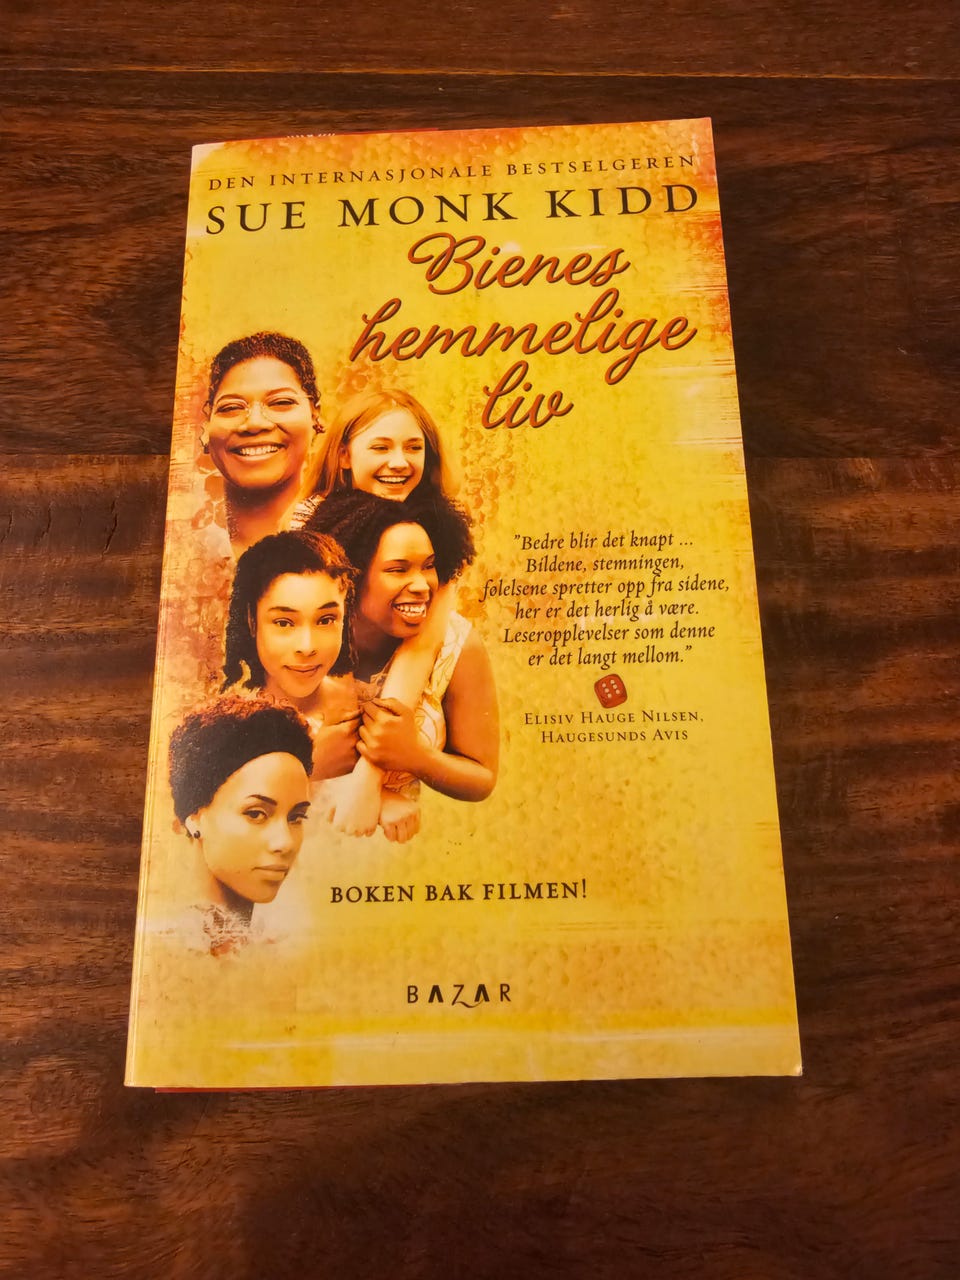 DEN INTERNASJONALE BESTSELGEREN
SUE MONK KIDD
Bienes
hemmelige
liv
”Bedre blir det knapt ...
Bildene, stemningen,
følelsene spretter opp fra sidene,
her er det herlig å være.
Leseropplevelser som denne
er det langt mellom.”
ELISIV HAUGE NILSEN,
HAUGESUNDS AVIS
BOKEN BAK FILMEN!
BAZAR